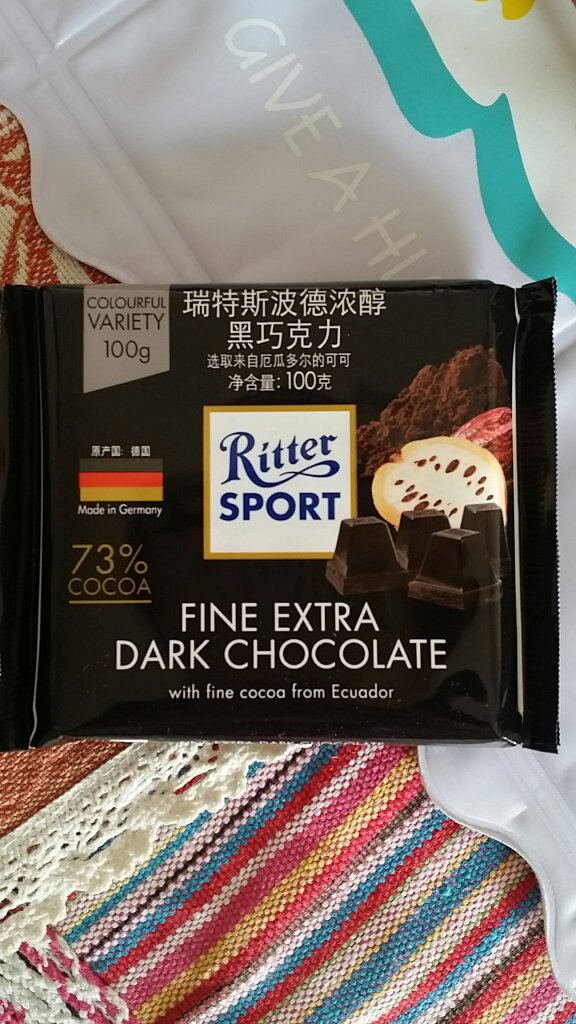 GIVE A
COLOURFUL
VARIETY
100g
瑞特斯波德浓醇
黑巧克力
选取来自厄瓜多尔的可可
净含量: 100克
原产国: 德国
Made in Germany
Ritter
SPORT
73%
COCOA
FINE EXTRA
DARK CHOCOLATE
with fine cocoa from Ecuador